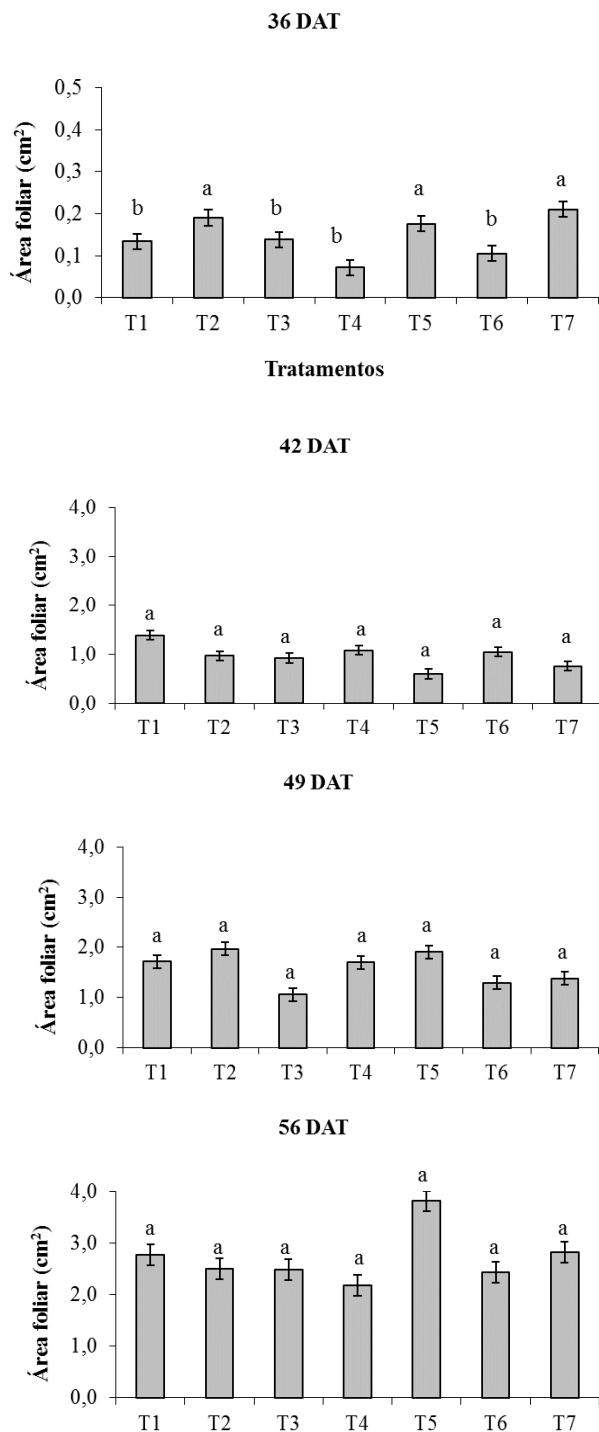 36 DAT
Área foliar (cm²)
0,5
0,4
0,3
0,2
0,1
0,0
b a b b a b a
T1 T2 T3 T4 T5 T6 T7
Tratamentos
42 DAT
Área foliar (cm²)
4,0
3,0
2,0
1,0
0,0
a a a a a a a
T1 T2 T3 T4 T5 T6 T7
49 DAT
Área foliar (cm²)
4,0
3,0
2,0
1,0
0,0
a a a a a a a
T1 T2 T3 T4 T5 T6 T7
56 DAT
Área foliar (cm²)
4,0
3,0
2,0
1,0
0,0
a a a a a a a
T1 T2 T3 T4 T5 T6 T7